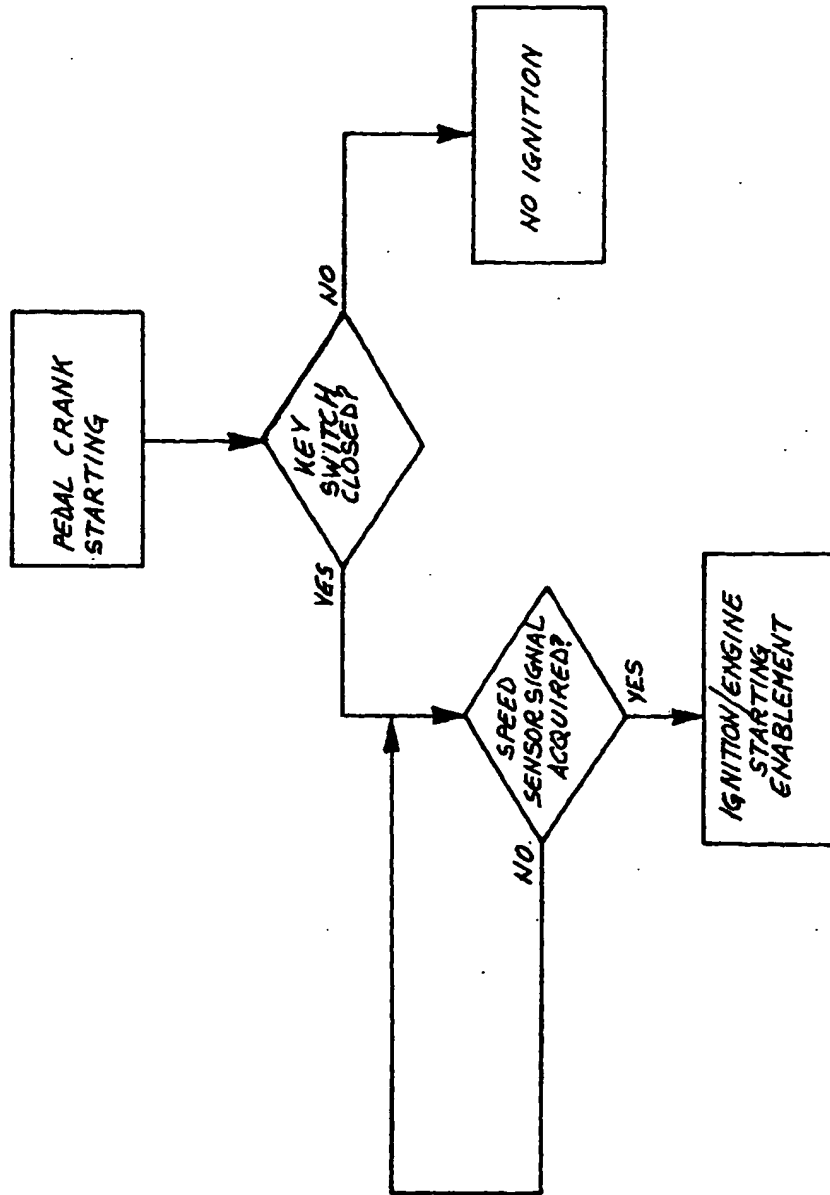 PEDAL CRANK
STARTING
KEY
SWITCH
CLOSED?
YES
NO
NO IGNITION
SPEED
SENSOR SIGNAL
ACQUIRED?
NO.
YES
IGNITION/ENGINE
STARTING
ENABLEMENT